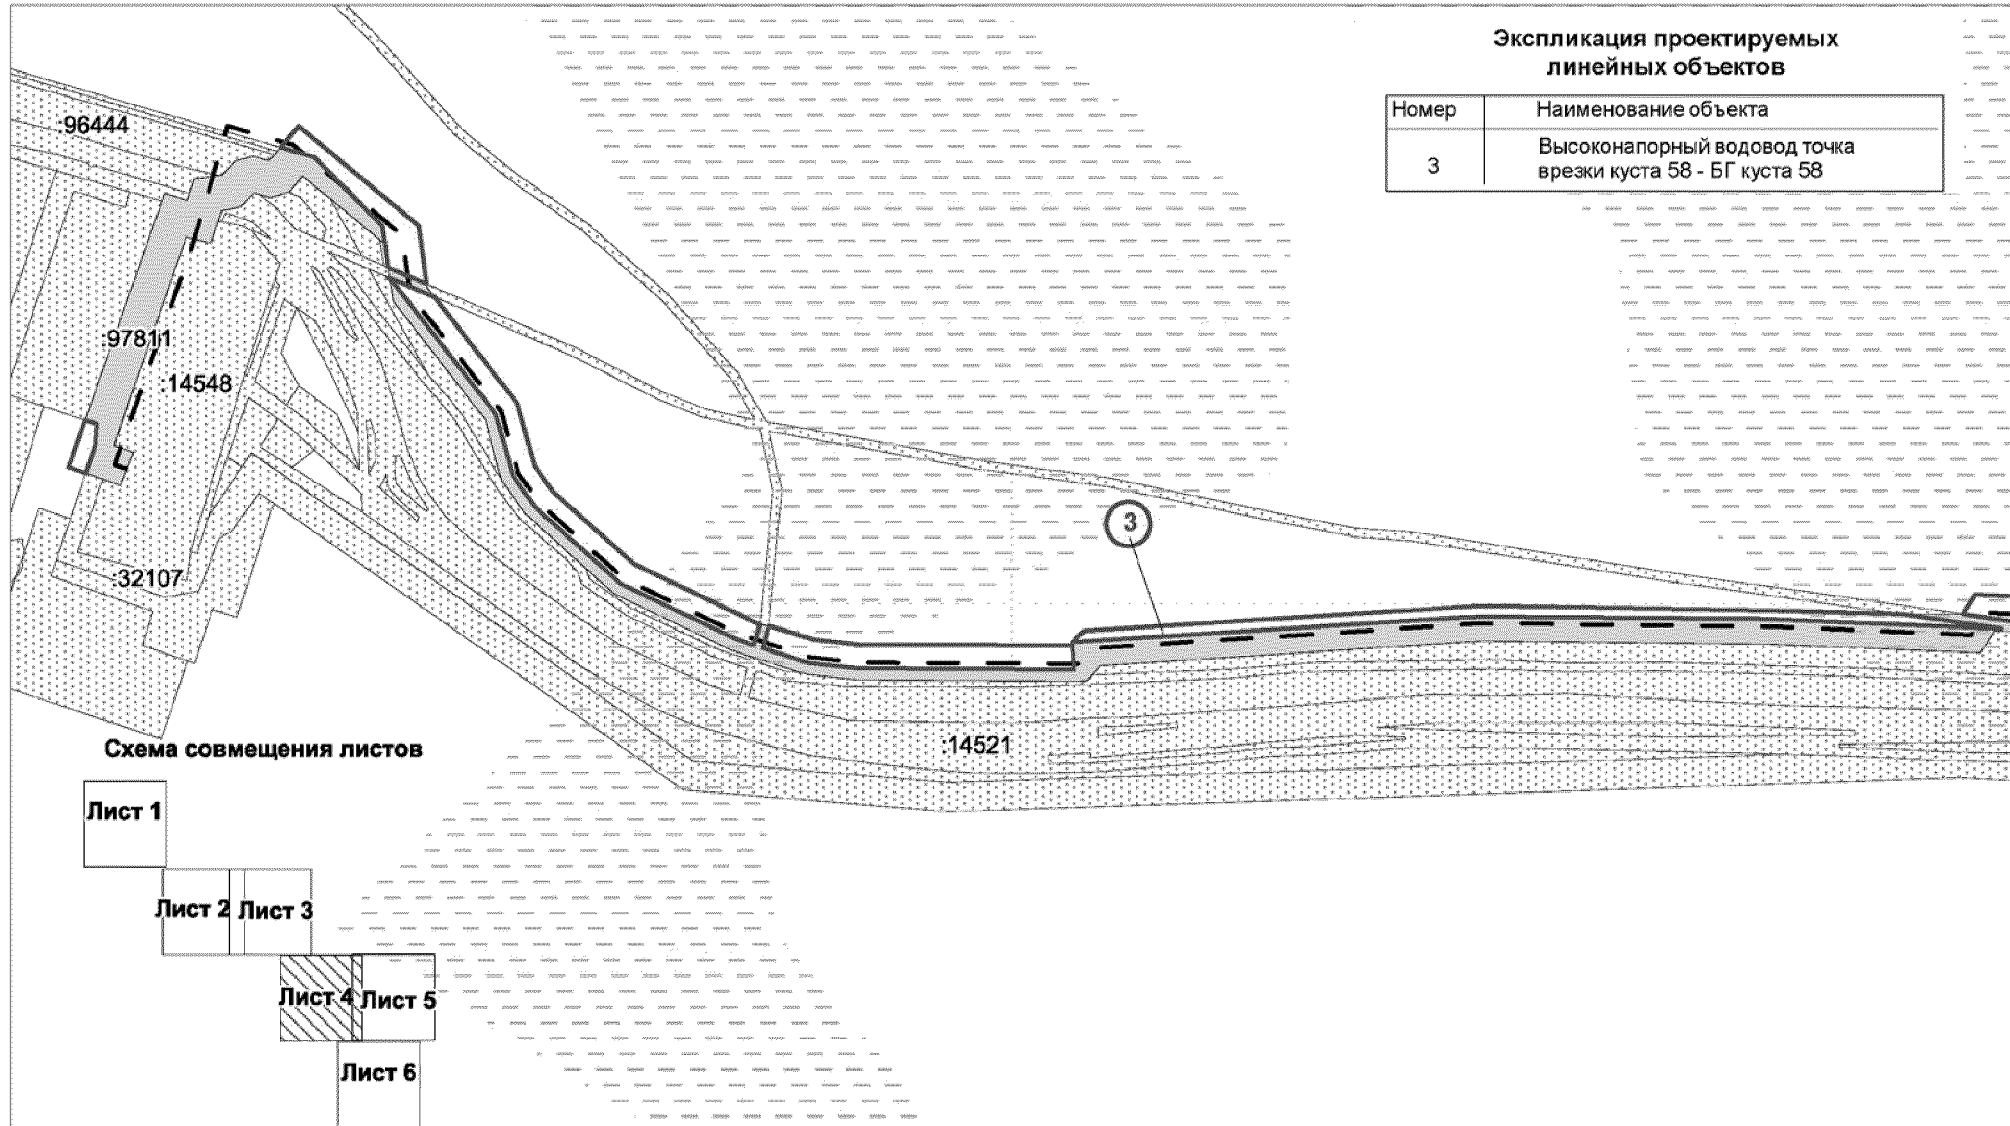 Экспликация проектируемых
линейных объектов
Номер Наименование объекта
3 Высоконапорный водовод точка
врезки куста 58 - БГ куста 58
:96444
:97811
:14548
3
:32107
:14521
Схема совмещения листов
Лист 1
Лист 2 Лист 3
Лист 4 Лист 5
Лист 6